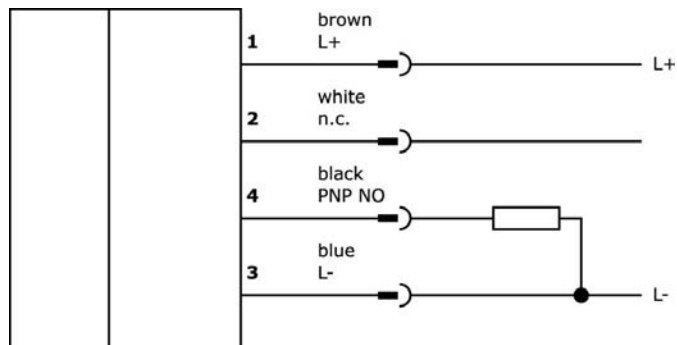 brown
1 L+
L+
white
2 n.c.
black
4 PNP NO
blue
3 L-
L-